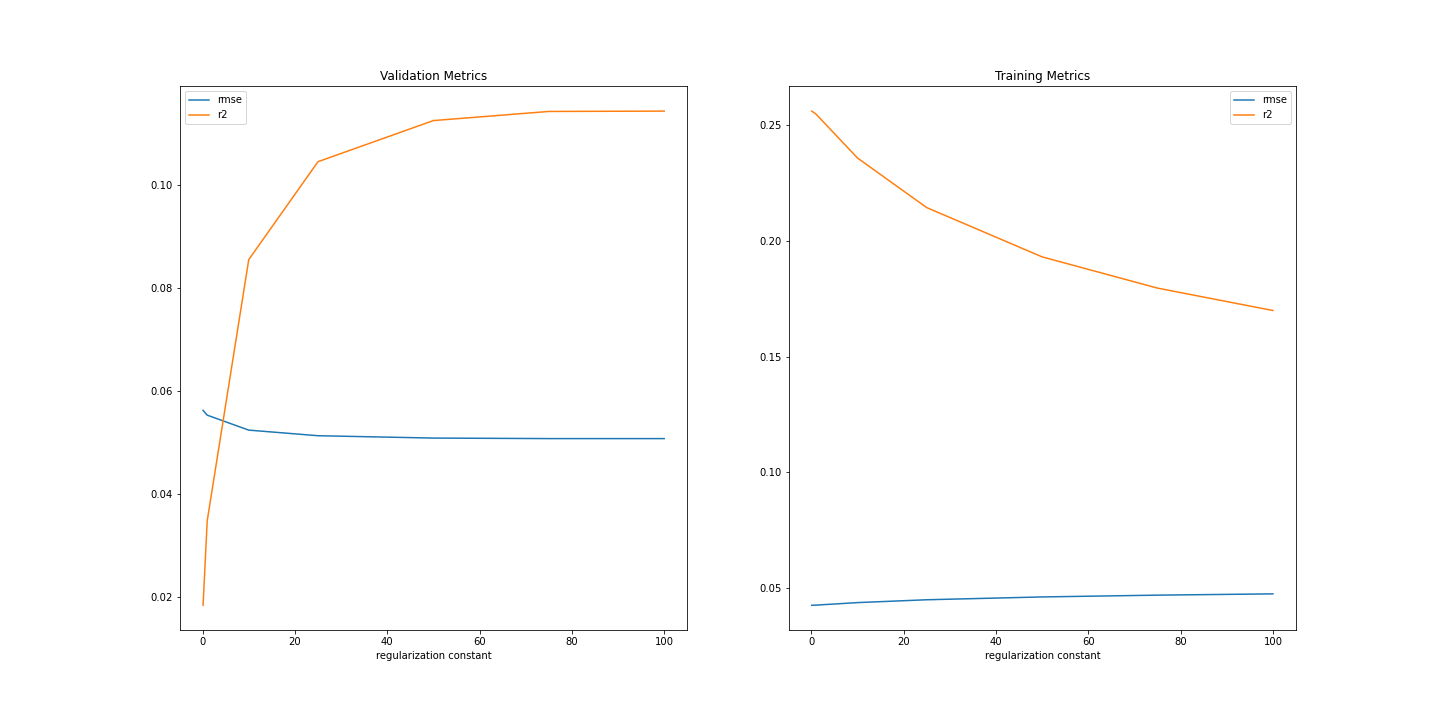 Validation Metrics
rmse
r2
0.10
0.08
0.06
0.04
0.02
0 20 40 60 80 100
regularization constant
Training Metrics
rmse
r2
0.25
0.20
0.15
0.10
0.05
0 20 40 60 80 100
regularization constant